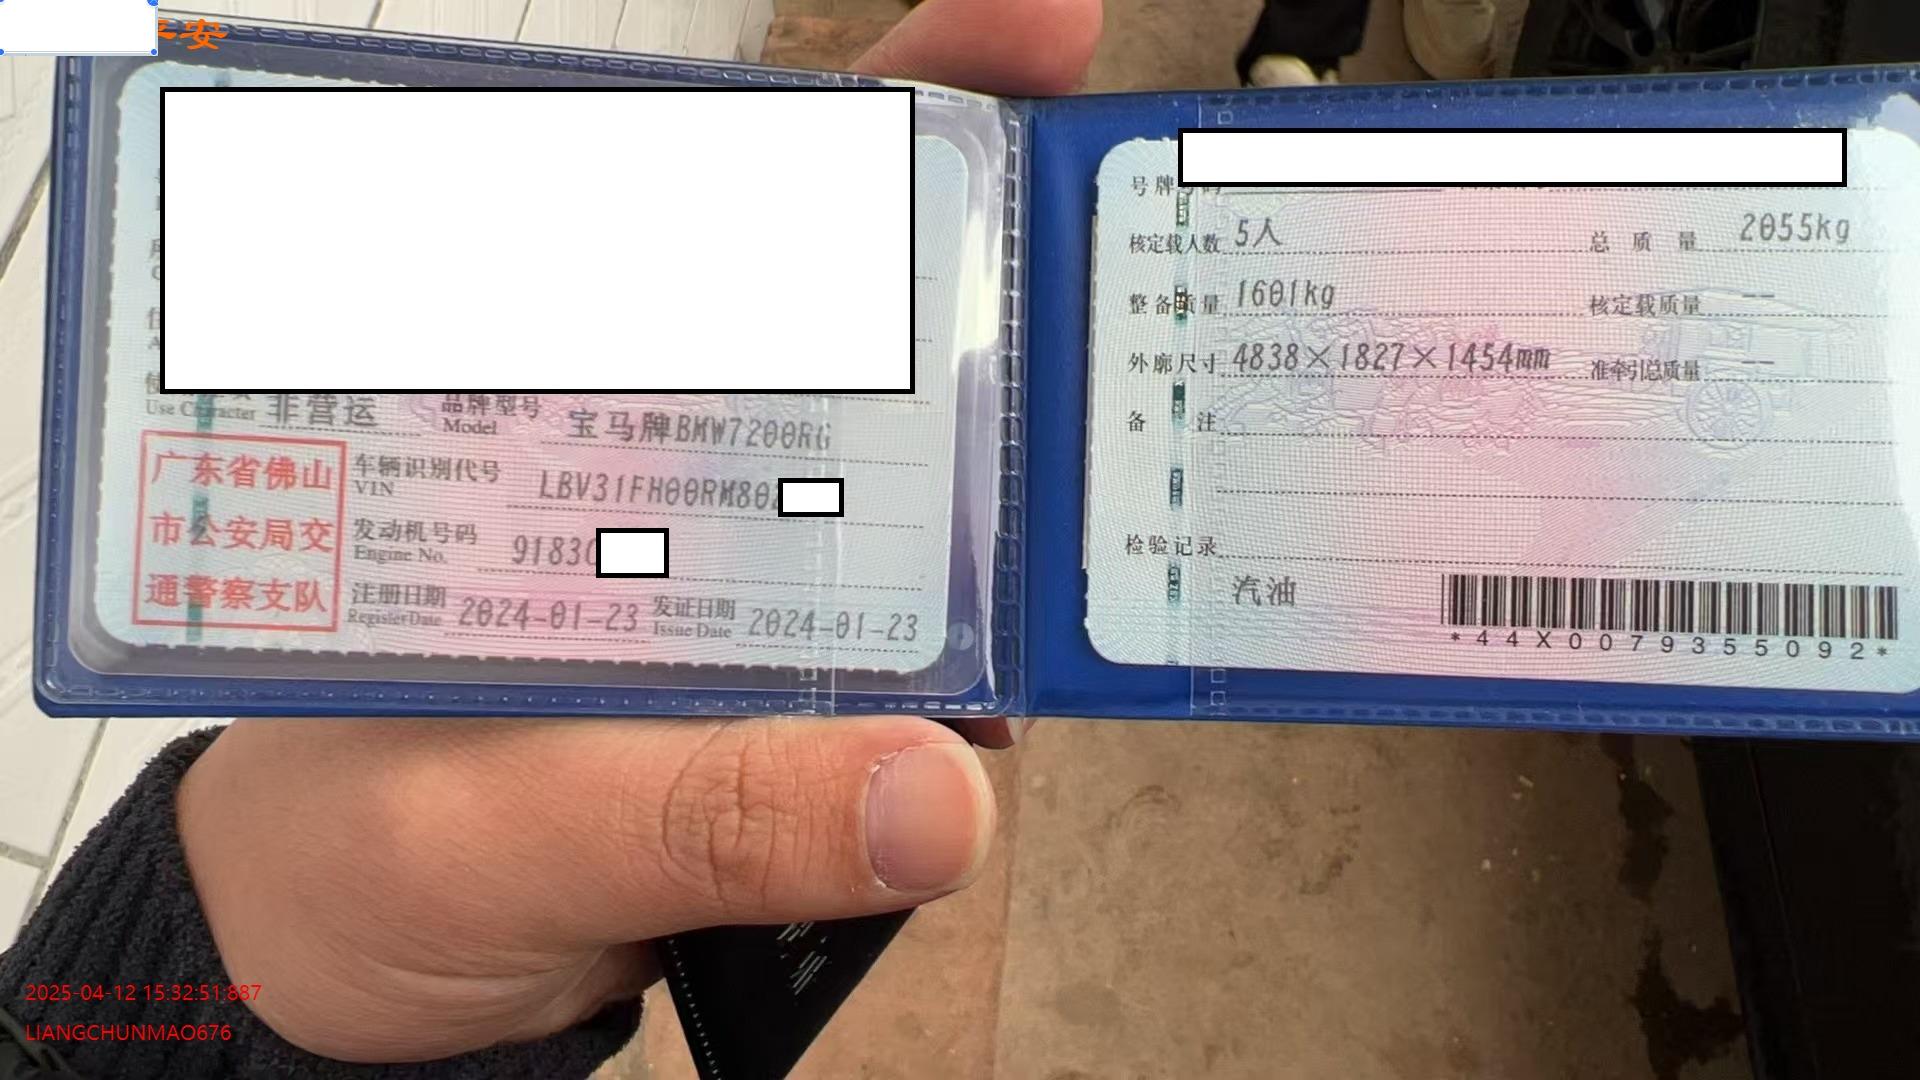 平安
号牌
核定载人数 5人 总质量 2055kg
整备质量 1601kg 核定载质量 --
外廓尺寸 4838×1827×1454mm 准牵引总质量 --
备注
检验记录
汽油
*44X0079355092*
Use Character 非营运 品牌型号 Model 宝马牌BMW7200RG
广东省佛山
市公安局交
通警察支队
车辆识别代号 VIN LBV31FH00RM802
发动机号码 Engine No. 9183
注册日期 Register Date 2024-01-23 发证日期 Issue Date 2024-01-23
2025-04-12 15:32:51:887
LIANGCHUNMAO676